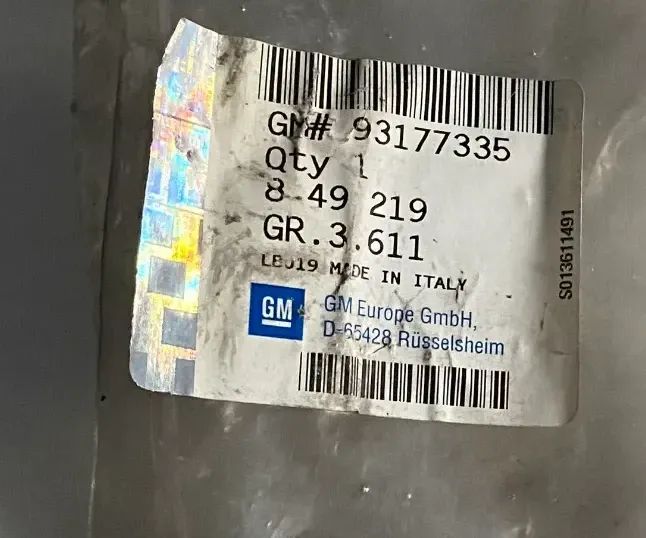 GM# 93177335
Qty 1
8 49 219
GR.3.611
MADE IN ITALY
GM
GM Europe GmbH,
D-65428 Rüsselsheim
S013611491